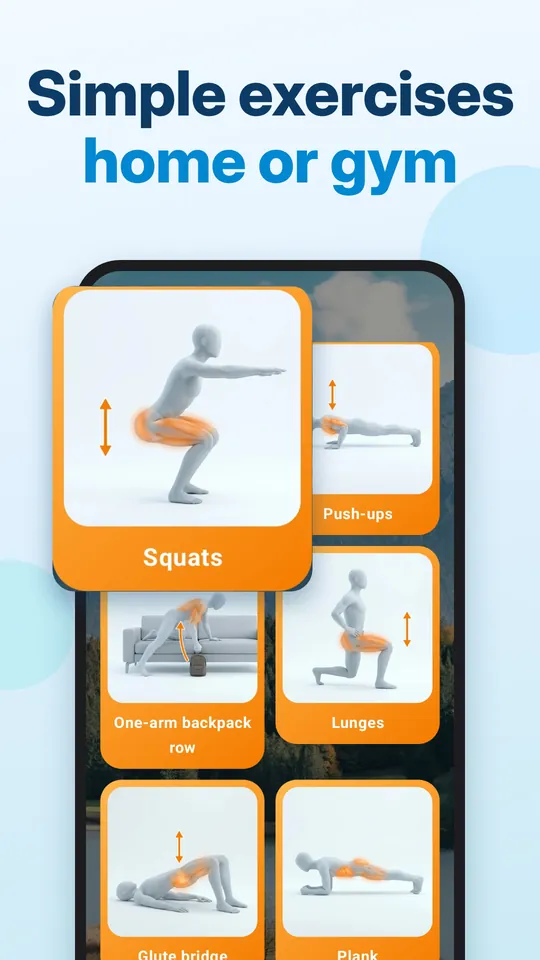 Simple exercises
home or gym
Squats
Push-ups
One-arm backpack
row
Lunges
Glute bridge
Plank